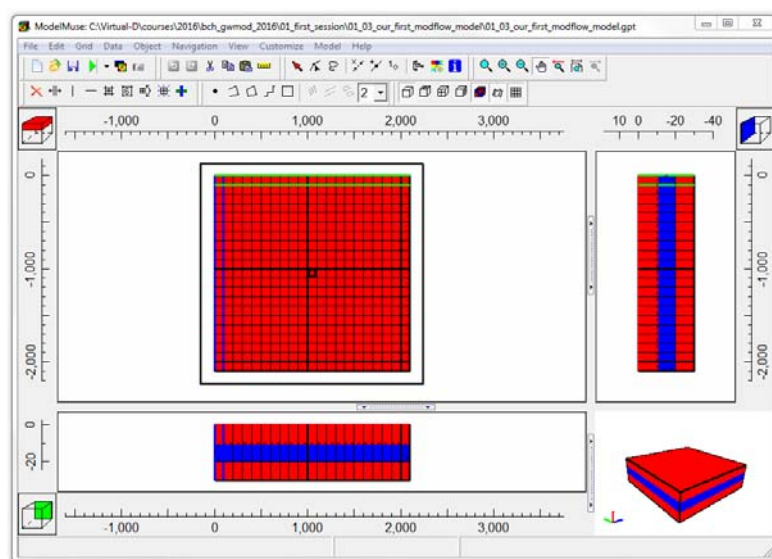 ModelMuse: C:\Virtual-D\courses\2016\bch_gwmod_2016\01_first_session\01_03_our_first_modflow_model\01_03_our_first_modflow_model.gpt
File Edit Grid Data Object Navigation View Customize Model Help
2
-1,000 0 1,000 2,000 3,000
10 0 -20 -40
0
-1,000
-2,000
0
-1,000
-2,000
0
-20
-1,000 0 1,000 2,000 3,000